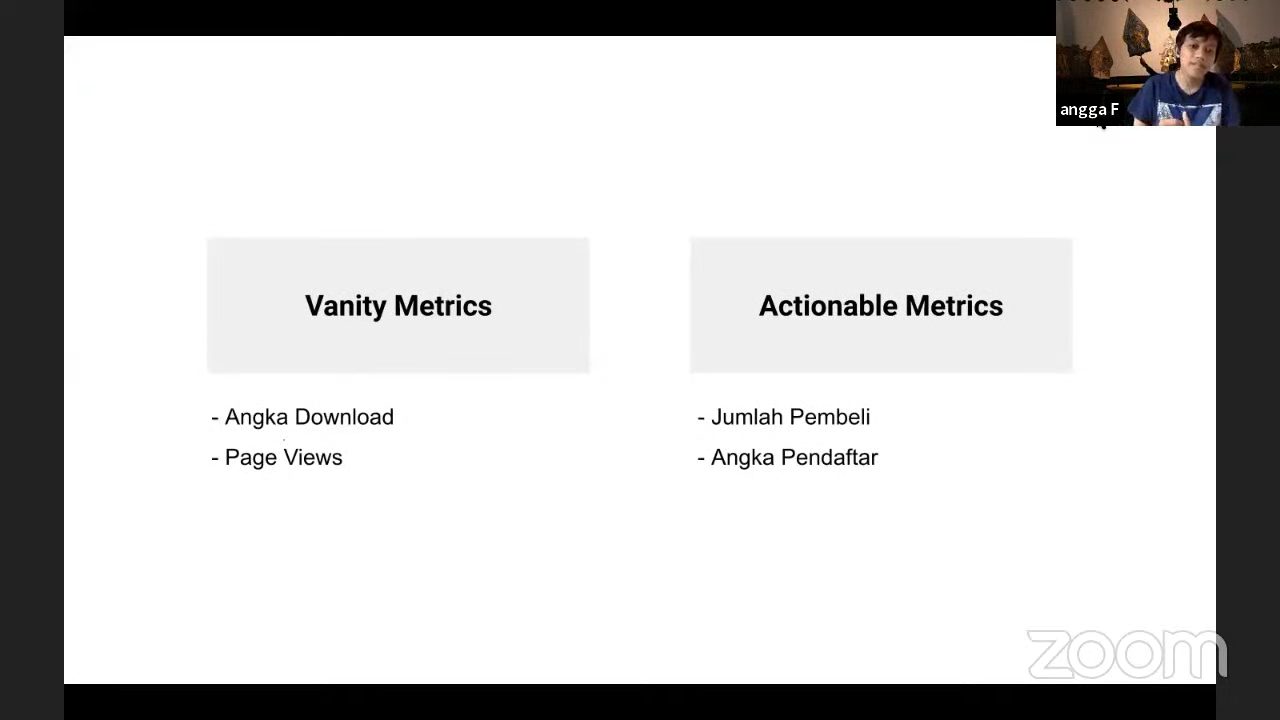 angga F
Vanity Metrics
- Angka Download
- Page Views
Actionable Metrics
- Jumlah Pembeli
- Angka Pendaftar
zoom